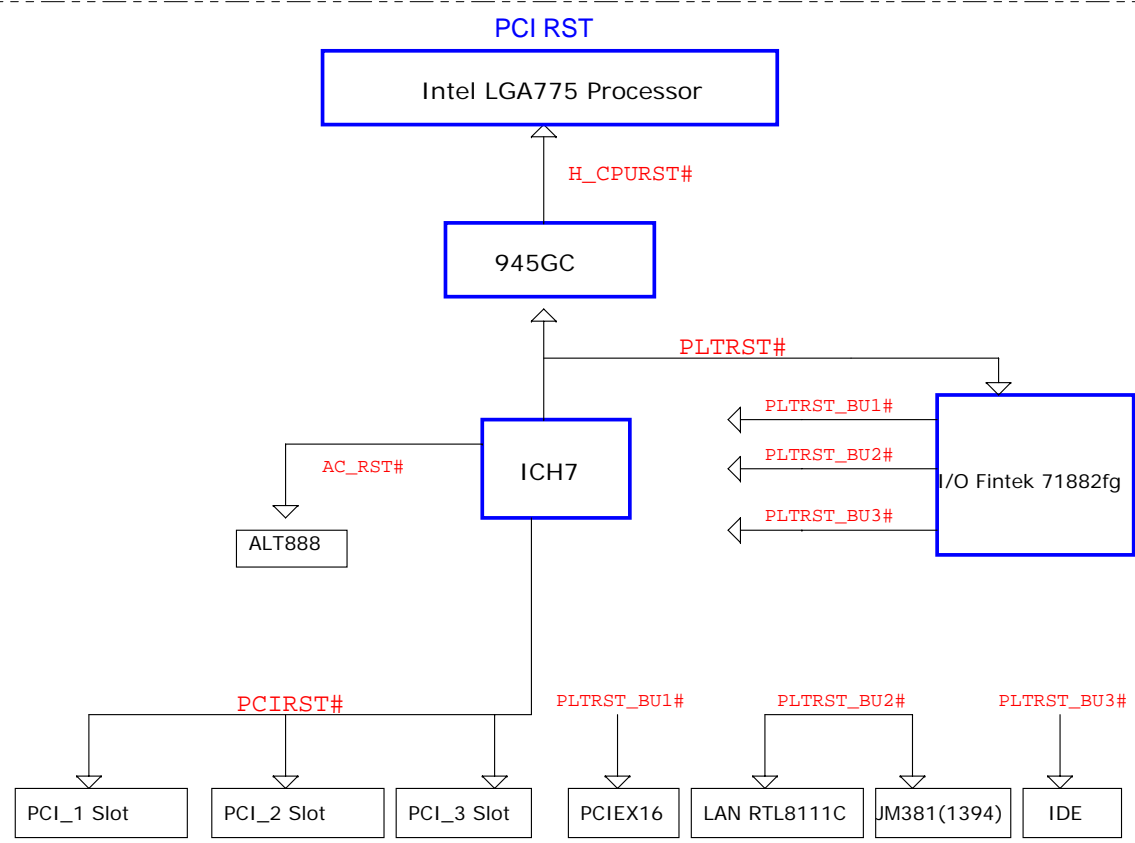 PCI RST
Intel LGA775 Processor
H_CPURST#
945GC
PLTRST#
PLTRST_BU1#
AC_RST#
ICH7
PLTRST_BU2#
I/O Fintek 71882fg
PLTRST_BU3#
ALT888
PCIRST#
PLTRST_BU1#
PLTRST_BU2#
PLTRST_BU3#
PCI_1 Slot
PCI_2 Slot
PCI_3 Slot
PCIEX16
LAN RTL8111C
JM381(1394)
IDE